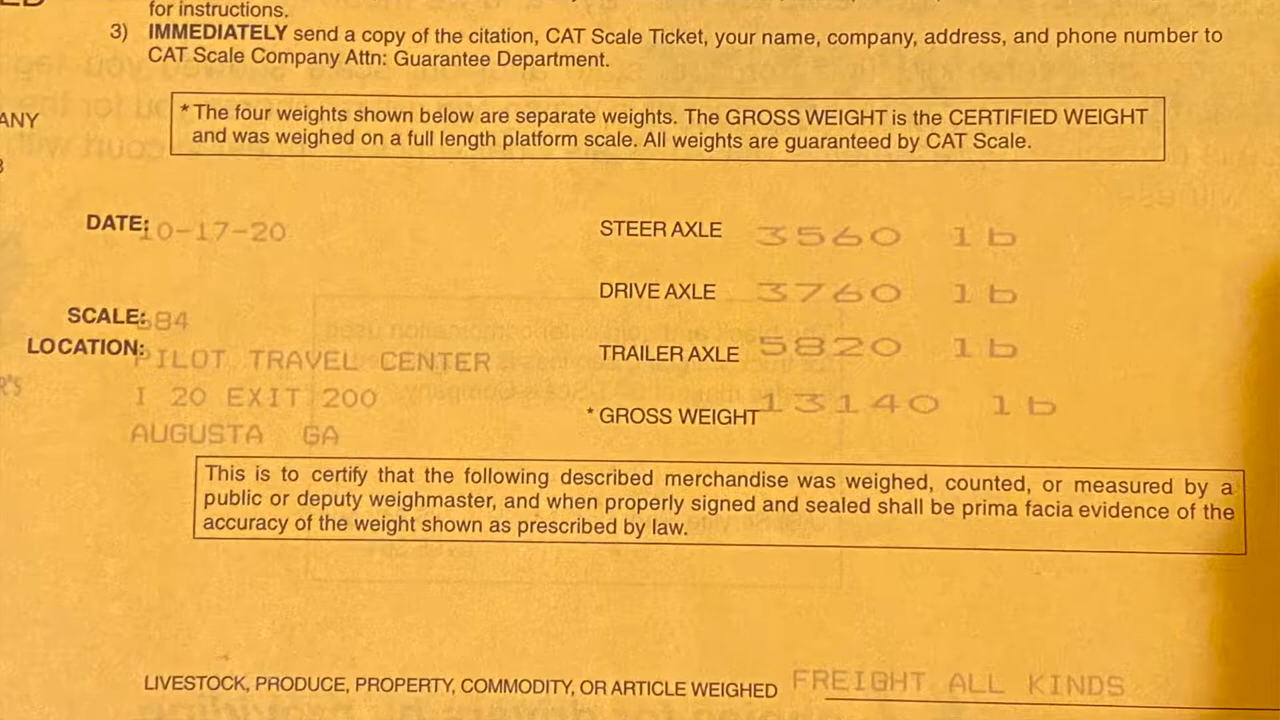 for instructions.
3) IMMEDIATELY send a copy of the citation, CAT Scale Ticket, your name, company, address, and phone number to
CAT Scale Company Attn: Guarantee Department.
ANY
* The four weights shown below are separate weights. The GROSS WEIGHT is the CERTIFIED WEIGHT
and was weighed on a full length platform scale. All weights are guaranteed by CAT Scale.
DATE: 10-17-20
STEER AXLE 3560 lb
DRIVE AXLE 3760 lb
SCALE: 684
TRAILER AXLE 5820 lb
LOCATION: PILOT TRAVEL CENTER
R'S
I 20 EXIT 200
* GROSS WEIGHT 13140 lb
AUGUSTA GA
This is to certify that the following described merchandise was weighed, counted, or measured by a
public or deputy weighmaster, and when properly signed and sealed shall be prima facia evidence of the
accuracy of the weight shown as prescribed by law.
LIVESTOCK, PRODUCE, PROPERTY, COMMODITY, OR ARTICLE WEIGHED FREIGHT ALL KINDS